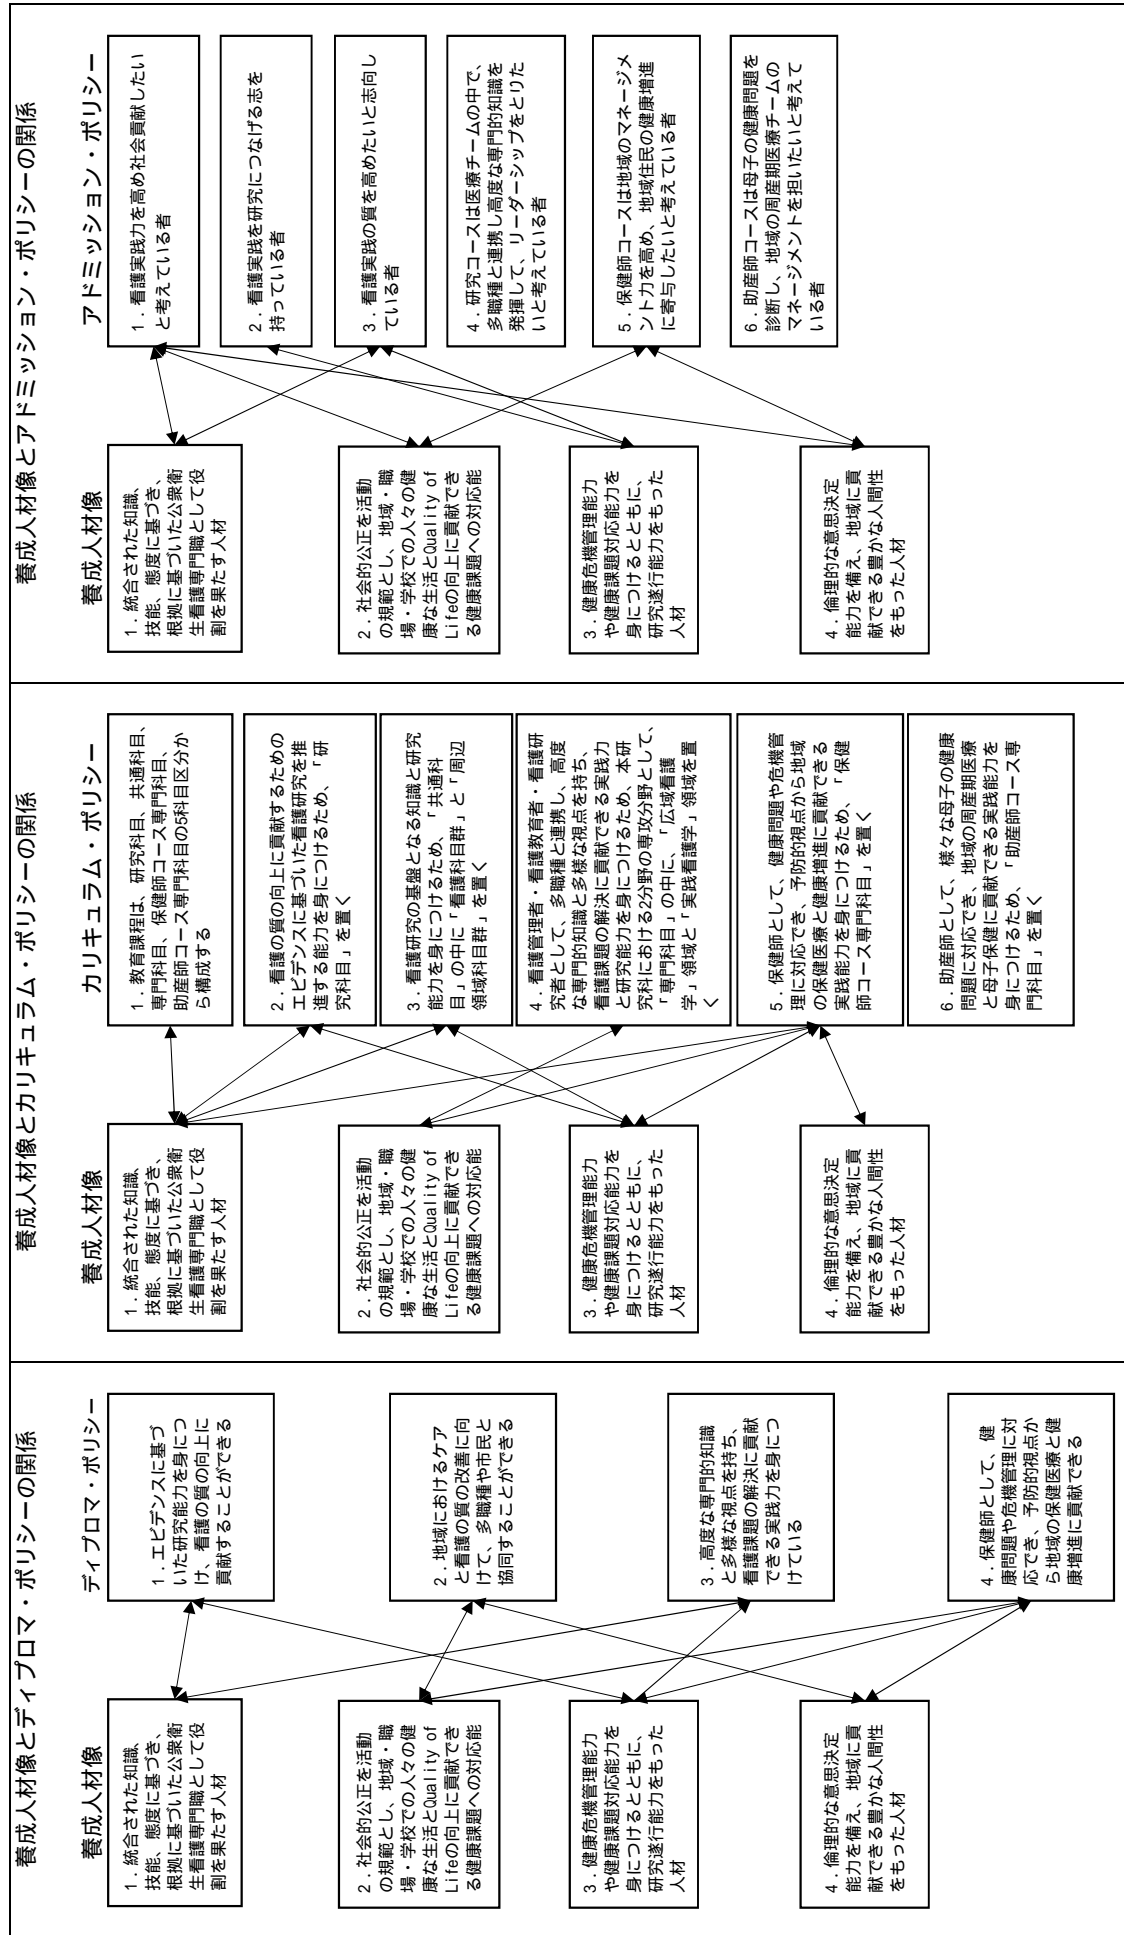 養成人材像とディプロマ・ポリシーの関係
養成人材像
ディプロマ・ポリシー
1．統合された知識、
技能、態度に基づき、
根拠に基づいた公衆衛
生看護専門職として役
割を果たす人材
2．社会的公正を活動
の規範とし、地域・職
場・学校での人々の健
康な生活とQuality of
Lifeの向上に貢献でき
る健康課題への対応能
3．健康危機管理能力
や健康課題対応能力を
身につけるとともに、
研究遂行能力をもった
人材
4．倫理的な意思決定
能力を備え、地域に貢
献できる豊かな人間性
をもった人材
1．エビデンスに基づ
いた研究能力を身につ
け、看護の質の向上に
貢献することができる
2．地域におけるケア
と看護の質の改善に向
けて、多職種や市民と
協同することができる
3．高度な専門的知識
と多様な視点を持ち、
看護課題の解決に貢献
できる実践力を身につ
けている
4．保健師として、健
康問題や危機管理に対
応でき、予防的視点か
ら地域の保健医療と健
康増進に貢献できる
養成人材像とカリキュラム・ポリシーの関係
養成人材像
カリキュラム・ポリシー
1．統合された知識、
技能、態度に基づき、
根拠に基づいた公衆衛
生看護専門職として役
割を果たす人材
2．社会的公正を活動
の規範とし、地域・職
場・学校での人々の健
康な生活とQuality of
Lifeの向上に貢献でき
る健康課題への対応能
3．健康危機管理能力
や健康課題対応能力を
身につけるとともに、
研究遂行能力をもった
人材
4．倫理的な意思決定
能力を備え、地域に貢
献できる豊かな人間性
をもった人材
1．教育課程は、研究科目、共通科目、
専門科目、保健師コース専門科目、
助産師コース専門科目の5科目区分か
ら構成する
2．看護の質の向上に貢献するための
エビデンスに基づいた看護研究を推
進する能力を身につけるため、「研
究科目」を置く
3．看護研究の基盤となる知識と研究
能力を身につけるため、「共通科
目」の中に「看護科目群」と「周辺
領域科目群」を置く
4．看護管理者・看護教育者・看護研
究者として、多職種と連携し、高度
な専門的知識と多様な視点を持ち、
看護課題の解決に貢献できる実践力
と研究能力を身につけるため、本研
究科における2分野の専攻分野として、
「専門科目」の中に、「広域看護
学」領域と「実践看護学」領域を置
く
5．保健師として、健康問題や危機管
理に対応でき、予防的視点から地域
の保健医療と健康増進に貢献できる
実践能力を身につけるため、「保健
師コース専門科目」を置く
6．助産師として、様々な母子の健康
問題に対応でき、地域の周産期医療
と母子保健に貢献できる実践能力を
身につけるため、「助産師コース専
門科目」を置く
養成人材像とアドミッション・ポリシーの関係
養成人材像
アドミッション・ポリシー
1．統合された知識、
技能、態度に基づき、
根拠に基づいた公衆衛
生看護専門職として役
割を果たす人材
2．社会的公正を活動
の規範とし、地域・職
場・学校での人々の健
康な生活とQuality of
Lifeの向上に貢献でき
る健康課題への対応能
3．健康危機管理能力
や健康課題対応能力を
身につけるとともに、
研究遂行能力をもった
人材
4．倫理的な意思決定
能力を備え、地域に貢
献できる豊かな人間性
をもった人材
1．看護実践力を高め社会貢献したい
と考えている者
2．看護実践を研究につなげる志を
持っている者
3．看護実践の質を高めたいと志向し
ている者
4．研究コースは医療チームの中で、
多職種と連携し高度な専門的知識を
発揮して、リーダーシップをとりた
いと考えている者
5．保健師コースは地域のマネージメ
ント力を高め、地域住民の健康増進
に寄与したいと考えている者
6．助産師コースは母子の健康問題を
診断し、地域の周産期医療チームの
マネージメントを担いたいと考えて
いる者